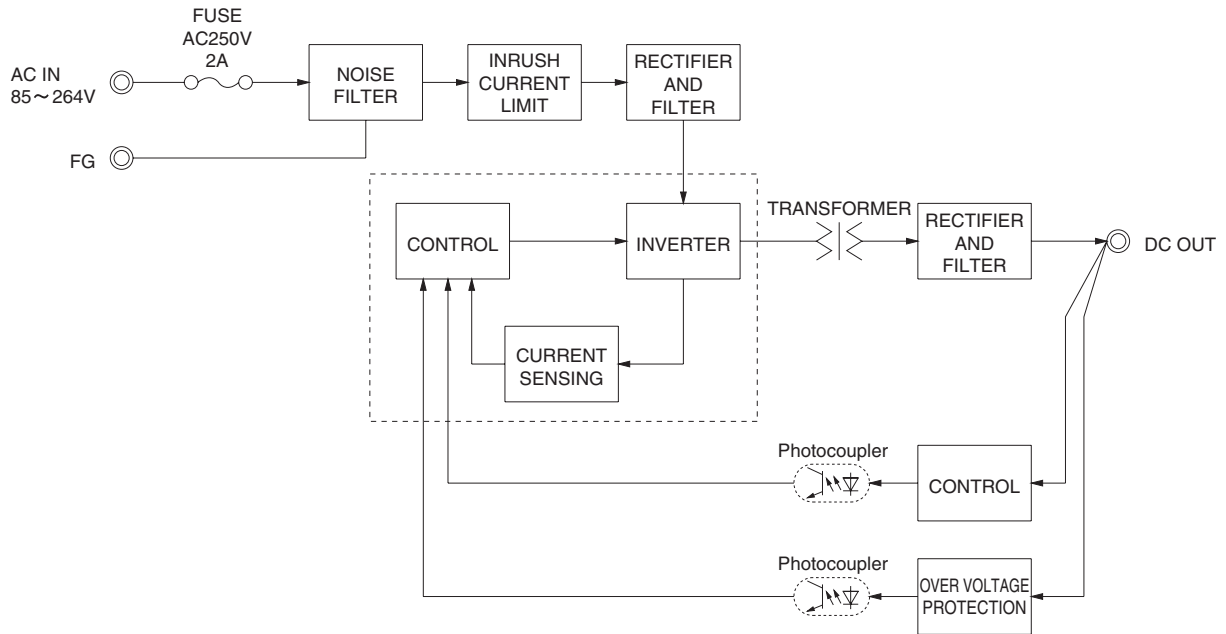 FUSE
AC250V
2A
AC IN
85～264V
NOISE
FILTER
INRUSH
CURRENT
LIMIT
RECTIFIER
AND
FILTER
FG
CONTROL
INVERTER
TRANSFORMER
RECTIFIER
AND
FILTER
DC OUT
CURRENT
SENSING
Photocoupler
CONTROL
Photocoupler
OVER VOLTAGE
PROTECTION